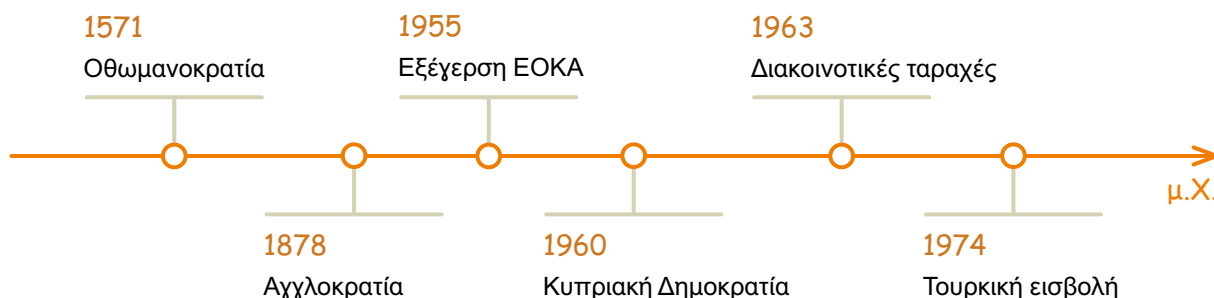 1571
Οθωμανοκρατία
1955
Εξέγερση ΕΟΚΑ
1963
Διακοινοτικές ταραχές
μ.Χ.
1878
Αγγλοκρατία
1960
Κυπριακή Δημοκρατία
1974
Τουρκική εισβολή